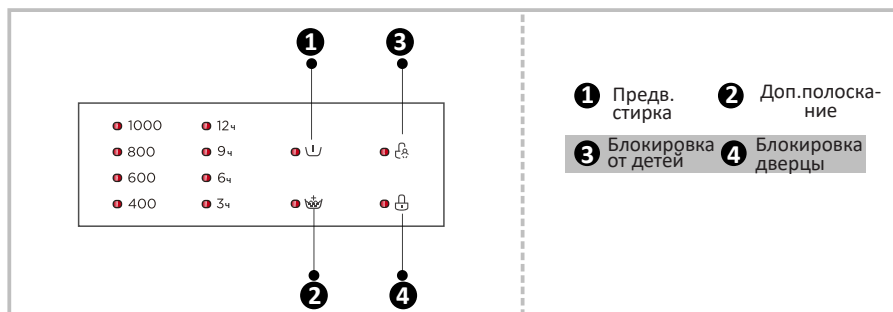 1 3
1000 12ч
800 9ч
600 6ч
400 3ч
2 4
1 Предв.
стирка
2 Доп.полоска-
ние
3 Блокировка
от детей
4 Блокировка
дверцы